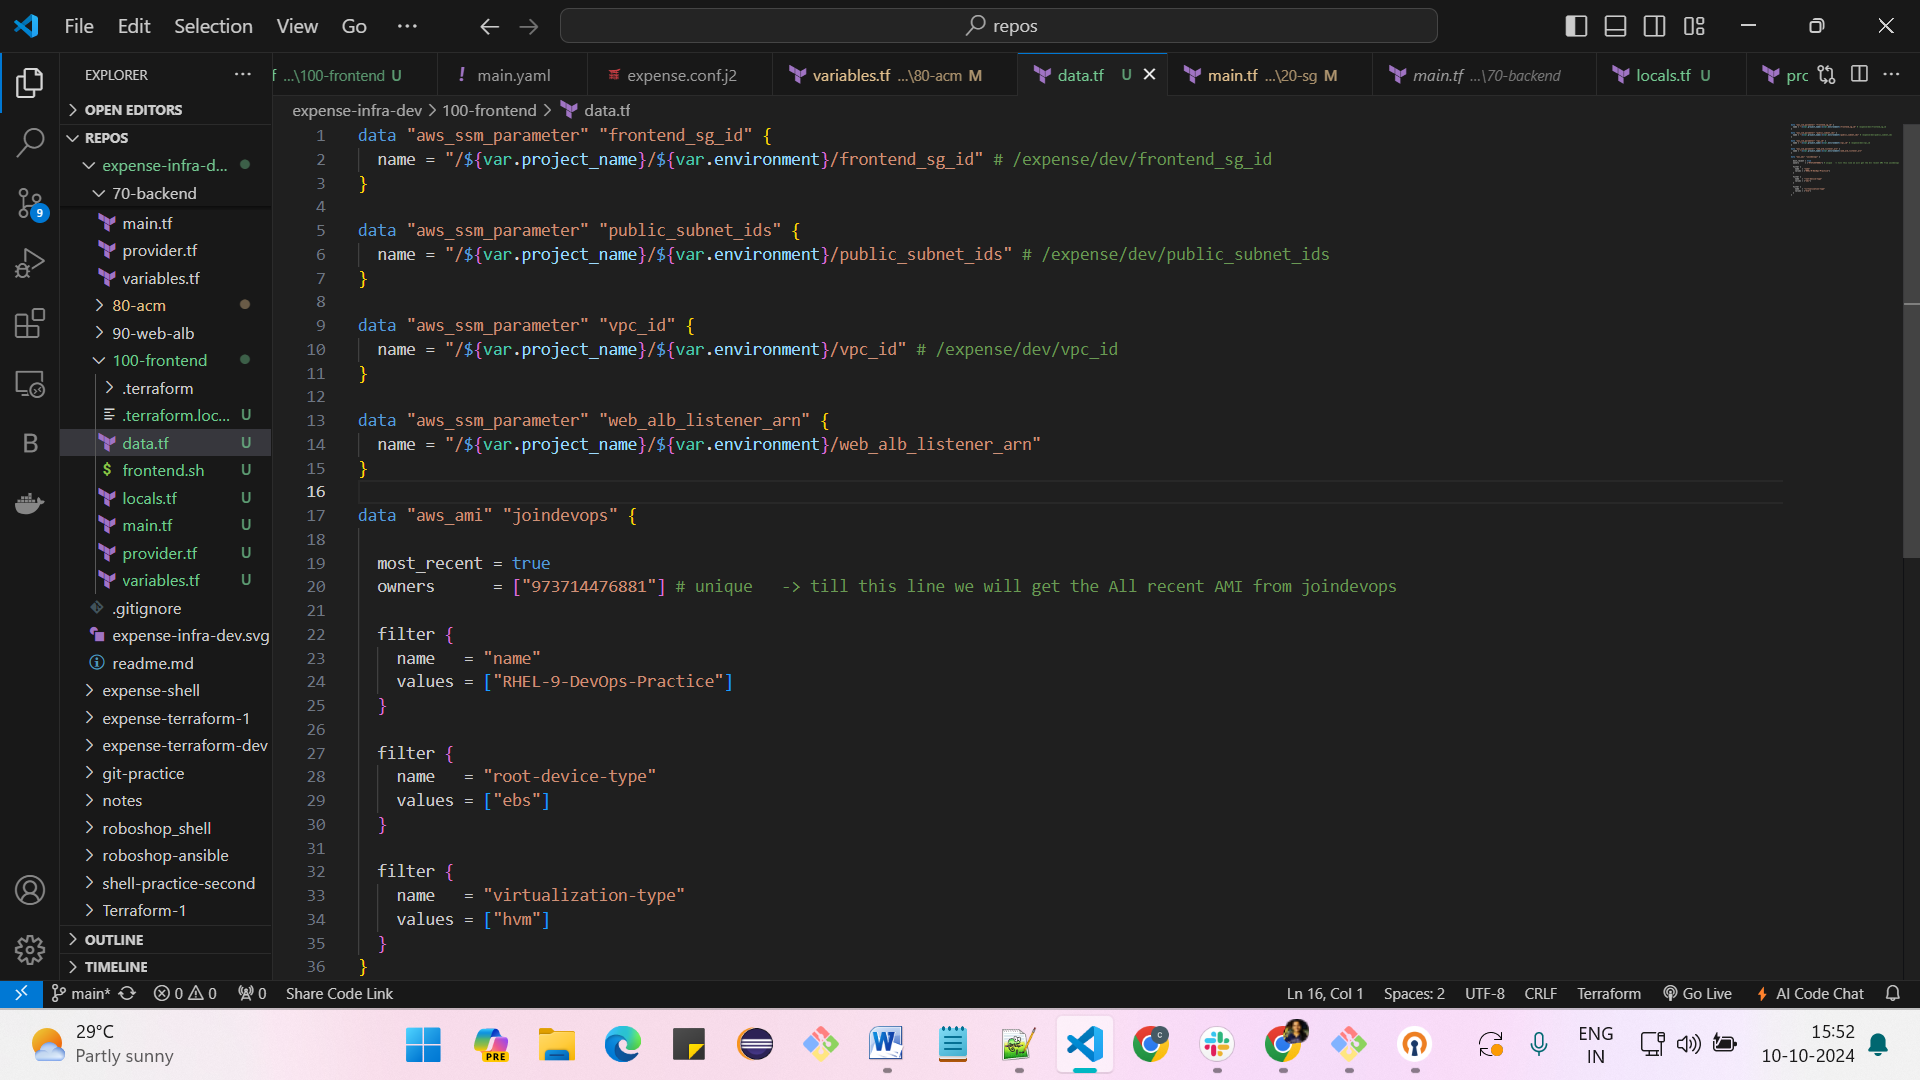 File Edit Selection View Go ··· repos
EXPLORER ···
f ...\100-frontend U
! main.yaml
expense.conf.j2
variables.tf ...\80-acm M
data.tf U
main.tf ...\20-sg M
main.tf ...\70-backend
locals.tf U
prc
OPEN EDITORS
REPOS
expense-infra-d...
70-backend
main.tf
provider.tf
variables.tf
80-acm
90-web-alb
100-frontend
.terraform
.terraform.loc... U
data.tf U
$ frontend.sh U
locals.tf U
main.tf U
provider.tf U
variables.tf U
.gitignore
expense-infra-dev.svg
readme.md
expense-shell
expense-terraform-1
expense-terraform-dev
git-practice
notes
roboshop_shell
roboshop-ansible
shell-practice-second
Terraform-1
OUTLINE
TIMELINE
9
B
expense-infra-dev > 100-frontend > data.tf
1 data "aws_ssm_parameter" "frontend_sg_id" {
2 name = "/${var.project_name}/${var.environment}/frontend_sg_id" # /expense/dev/frontend_sg_id
3 }
4
5 data "aws_ssm_parameter" "public_subnet_ids" {
6 name = "/${var.project_name}/${var.environment}/public_subnet_ids" # /expense/dev/public_subnet_ids
7 }
8
9 data "aws_ssm_parameter" "vpc_id" {
10 name = "/${var.project_name}/${var.environment}/vpc_id" # /expense/dev/vpc_id
11 }
12
13 data "aws_ssm_parameter" "web_alb_listener_arn" {
14 name = "/${var.project_name}/${var.environment}/web_alb_listener_arn"
15 }
16
17 data "aws_ami" "joindevops" {
18
19 most_recent = true
20 owners = ["973714476881"] # unique -> till this line we will get the All recent AMI from joindevops
21
22 filter {
23 name = "name"
24 values = ["RHEL-9-DevOps-Practice"]
25 }
26
27 filter {
28 name = "root-device-type"
29 values = ["ebs"]
30 }
31
32 filter {
33 name = "virtualization-type"
34 values = ["hvm"]
35 }
36 }
main* 0 0 0 Share Code Link Ln 16, Col 1 Spaces: 2 UTF-8 CRLF Terraform Go Live AI Code Chat
29°C
Partly sunny
PRE
ENG
IN
15:52
10-10-2024